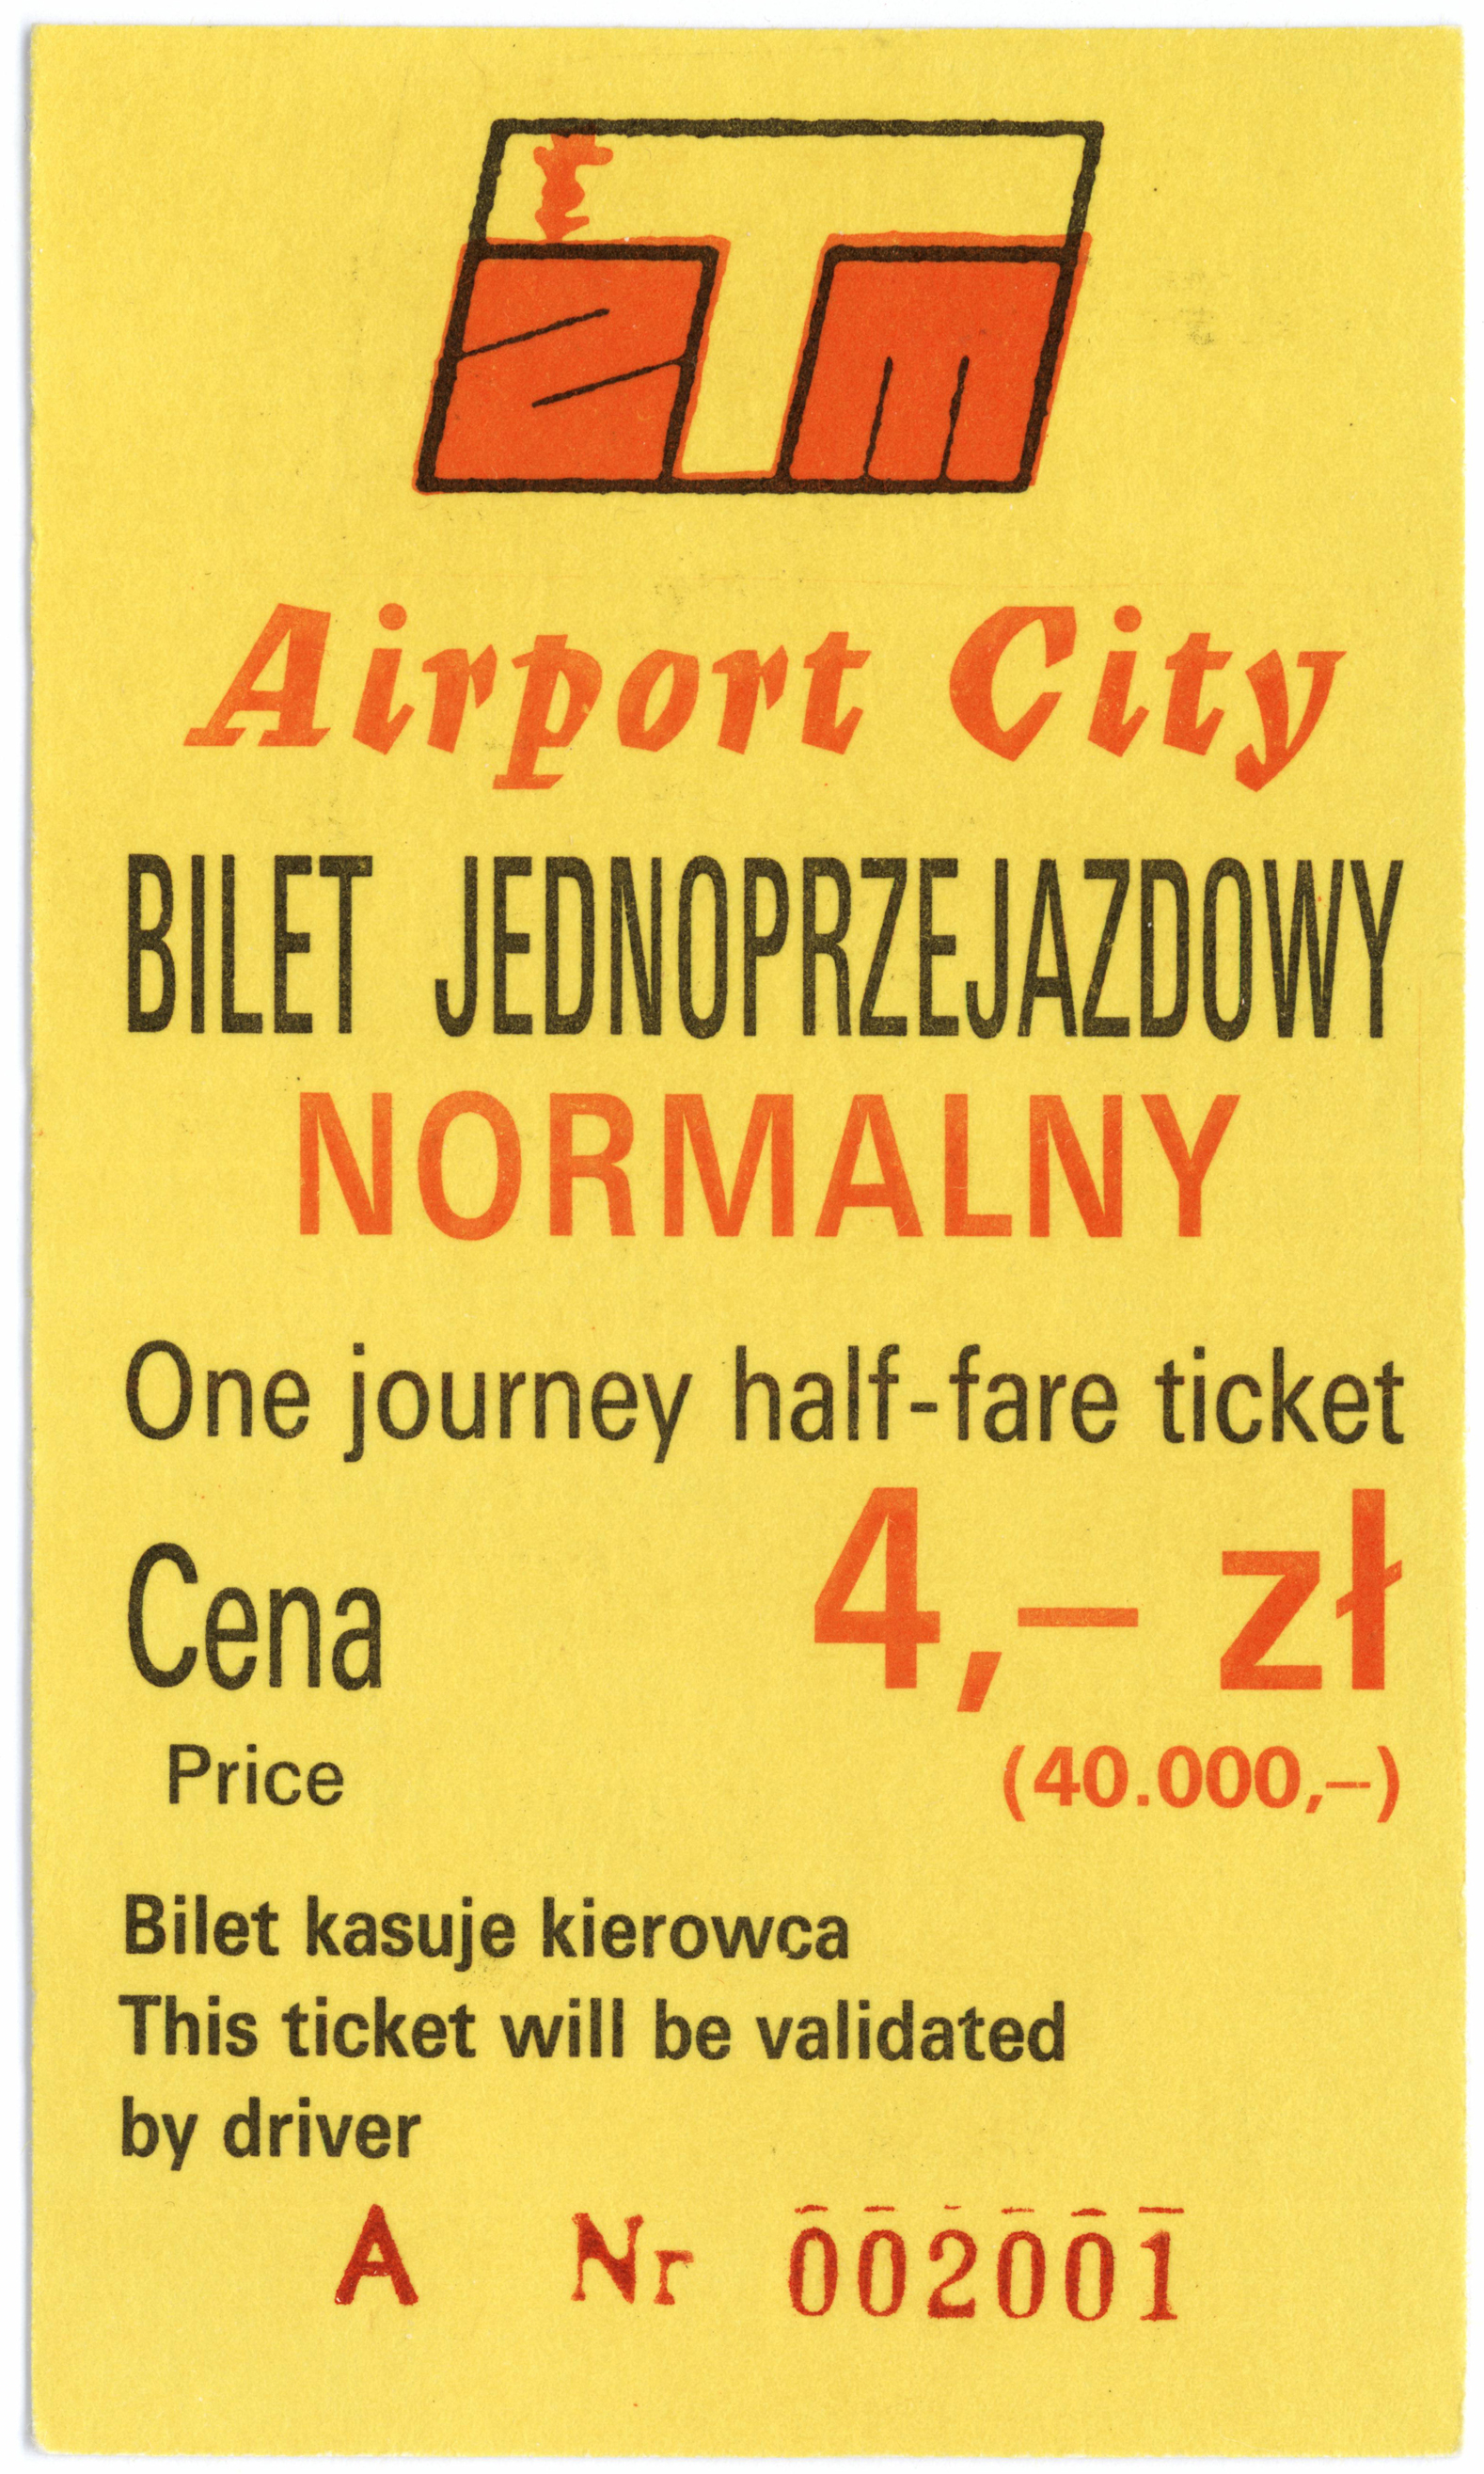 ZTM
Airport City
BILET JEDNOPRZEJAZDOWY
NORMALNY
One journey half-fare ticket
Cena 4,– zł
Price (40.000,–)
Bilet kasuje kierowca
This ticket will be validated
by driver
A Nr 002001